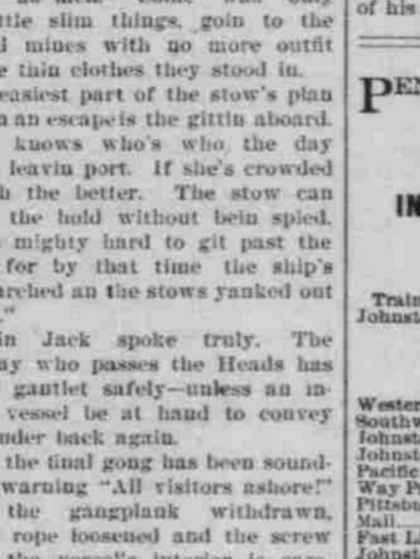 ttle slim things, goin to the
mines with no more outfit
thin clothes they stood in.
easiest part of the stow's plan
an escape is the gittin aboard.
knows who's who the day
leavin port. If she's crowded
h the better. The stow can
the hold without bein spied.
mighty hard to git past the
for by that time the ship's
arched an the stows yanked out
"
in Jack spoke truly. The
ay who passes the Heads has
gantlet safely—unless an in-
vessel be at hand to convey
nder back again.
the final gong has been sound-
warning "All visitors ashore!"
the gangplank withdrawn,
rope loosened and the screw
the vessel's interior
of his
PEN
IN
Train
Johnst
Wester
Southw
Johnst
Johnst
Pacific
Way P
Pittsbu
Mail
Fast L
Johns